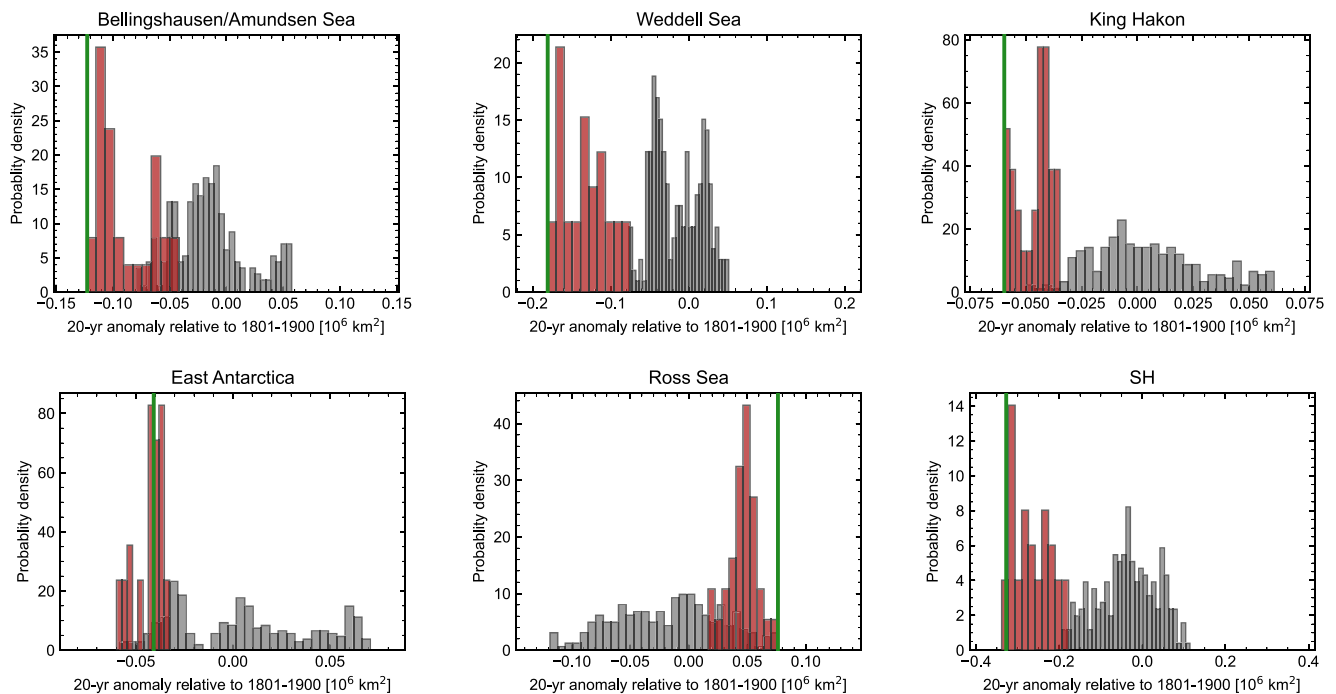 Bellingshausen/Amundsen Sea
Probablity density
35
30
25
20
15
10
5
0
−0.15 −0.10 −0.05 0.00 0.05 0.10 0.15
20-yr anomaly relative to 1801-1900 [10⁶ km²]
Weddell Sea
Probablity density
20
15
10
5
0
−0.2 −0.1 0.0 0.1 0.2
20-yr anomaly relative to 1801-1900 [10⁶ km²]
King Hakon
Probablity density
80
60
40
20
0
−0.075 −0.050 −0.025 0.000 0.025 0.050 0.075
20-yr anomaly relative to 1801-1900 [10⁶ km²]
East Antarctica
Probablity density
80
60
40
20
0
−0.05 0.00 0.05
20-yr anomaly relative to 1801-1900 [10⁶ km²]
Ross Sea
Probablity density
40
30
20
10
0
−0.10 −0.05 0.00 0.05 0.10
20-yr anomaly relative to 1801-1900 [10⁶ km²]
SH
Probablity density
14
12
10
8
6
4
2
0
−0.4 −0.2 0.0 0.2 0.4
20-yr anomaly relative to 1801-1900 [10⁶ km²]